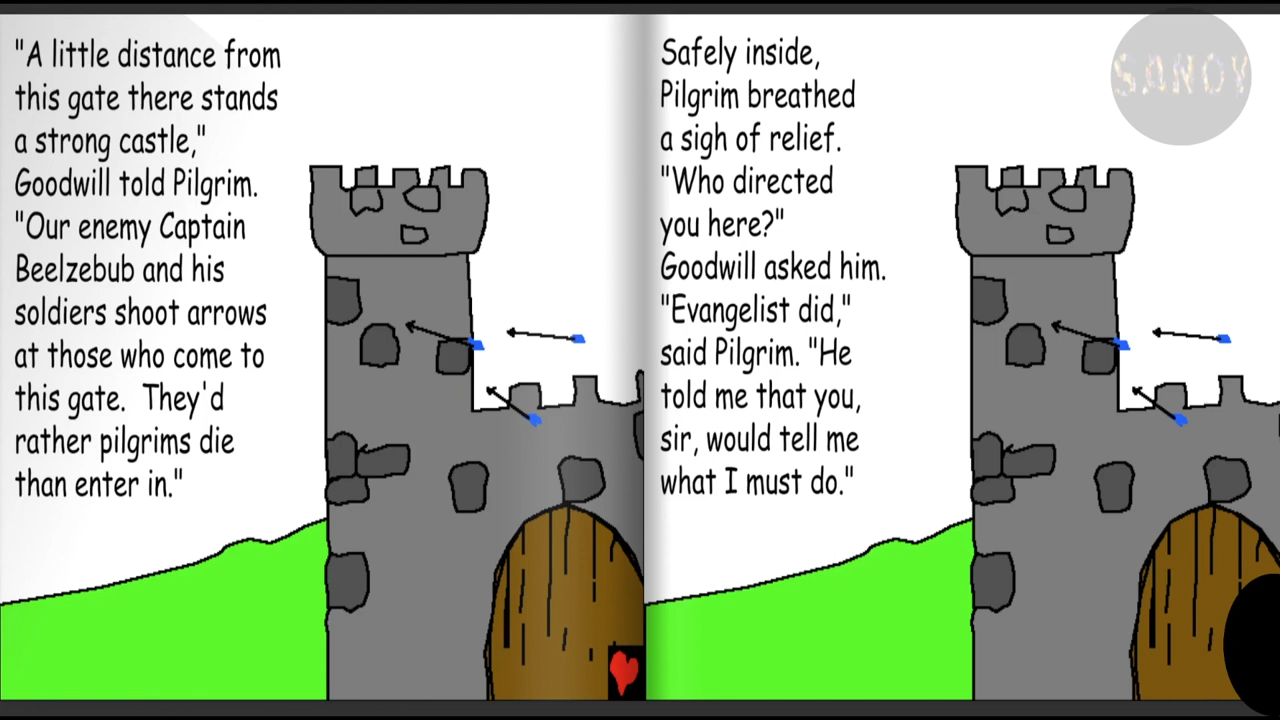 "A little distance from
this gate there stands
a strong castle,"
Goodwill told Pilgrim.
"Our enemy Captain
Beelzebub and his
soldiers shoot arrows
at those who come to
this gate.  They'd
rather pilgrims die
than enter in."
Safely inside,
Pilgrim breathed
a sigh of relief.
"Who directed
you here?"
Goodwill asked him.
"Evangelist did,"
said Pilgrim. "He
told me that you,
sir, would tell me
what I must do."
SANDY